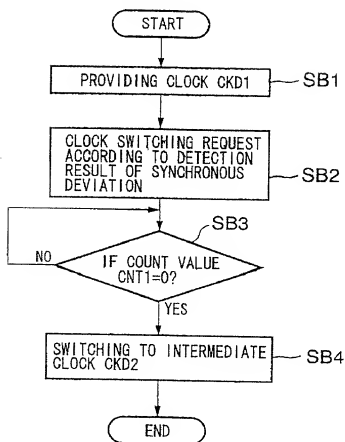 START
PROVIDING CLOCK CKD1
SB1
CLOCK SWITCHING REQUEST
ACCORDING TO DETECTION
RESULT OF SYNCHRONOUS
DEVIATION
SB2
SB3
IF COUNT VALUE
CNT1=0?
NO
YES
SWITCHING TO INTERMEDIATE
CLOCK CKD2
SB4
END